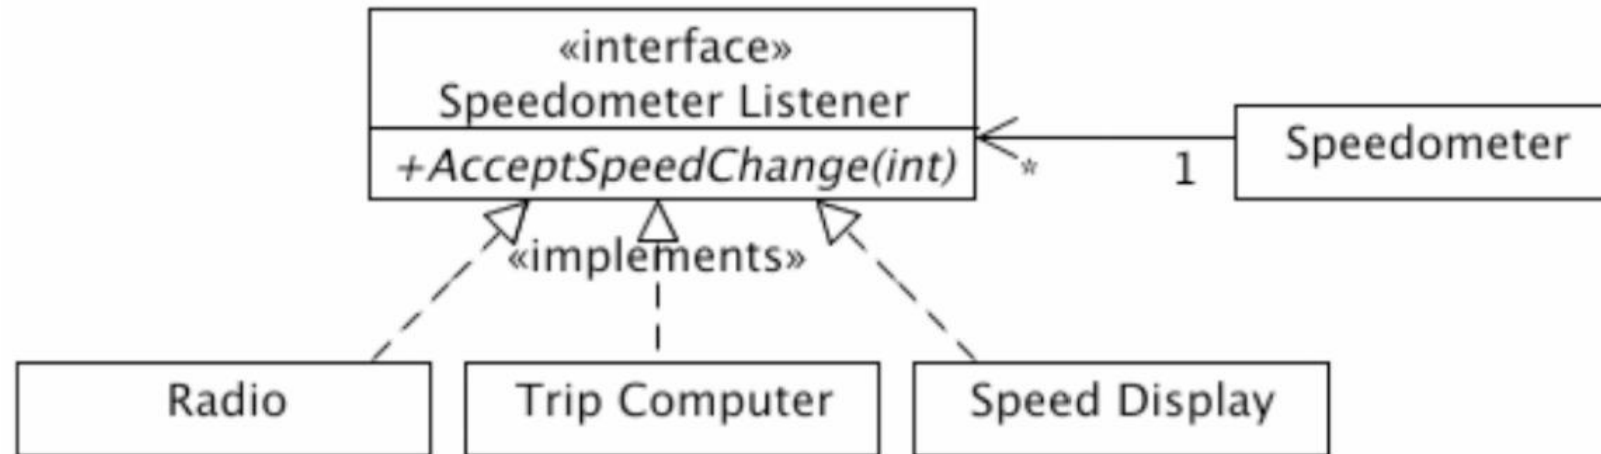 «interface»
Speedometer Listener
+AcceptSpeedChange(int)
*
1
Speedometer
«implements»
Radio
Trip Computer
Speed Display